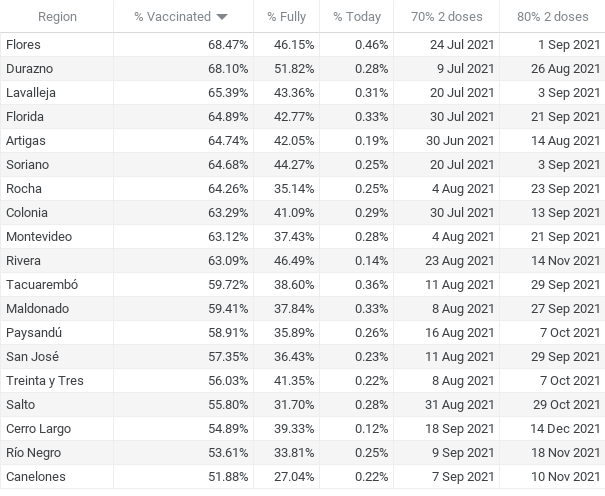 Region % Vaccinated % Fully % Today 70% 2 doses 80% 2 doses
Flores 68.47% 46.15% 0.46% 24 Jul 2021 1 Sep 2021
Durazno 68.10% 51.82% 0.28% 9 Jul 2021 26 Aug 2021
Lavalleja 65.39% 43.36% 0.31% 20 Jul 2021 3 Sep 2021
Florida 64.89% 42.77% 0.33% 30 Jul 2021 21 Sep 2021
Artigas 64.74% 42.05% 0.19% 30 Jun 2021 14 Aug 2021
Soriano 64.68% 44.27% 0.25% 20 Jul 2021 3 Sep 2021
Rocha 64.26% 35.14% 0.25% 4 Aug 2021 23 Sep 2021
Colonia 63.29% 41.09% 0.29% 30 Jul 2021 13 Sep 2021
Montevideo 63.12% 37.43% 0.28% 4 Aug 2021 21 Sep 2021
Rivera 63.09% 46.49% 0.14% 23 Aug 2021 14 Nov 2021
Tacuarembó 59.72% 38.60% 0.36% 11 Aug 2021 29 Sep 2021
Maldonado 59.41% 37.84% 0.33% 8 Aug 2021 27 Sep 2021
Paysandú 58.91% 35.89% 0.26% 16 Aug 2021 7 Oct 2021
San José 57.35% 36.43% 0.23% 11 Aug 2021 29 Sep 2021
Treinta y Tres 56.03% 41.35% 0.22% 8 Aug 2021 7 Oct 2021
Salto 55.80% 31.70% 0.28% 31 Aug 2021 29 Oct 2021
Cerro Largo 54.89% 39.33% 0.12% 18 Sep 2021 14 Dec 2021
Río Negro 53.61% 33.81% 0.25% 9 Sep 2021 18 Nov 2021
Canelones 51.88% 27.04% 0.22% 7 Sep 2021 10 Nov 2021